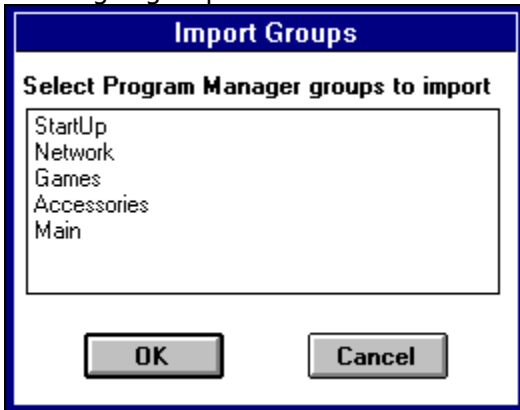 Import Groups
Select Program Manager groups to import
StartUp
Network
Games
Accessories
Main
OK Cancel